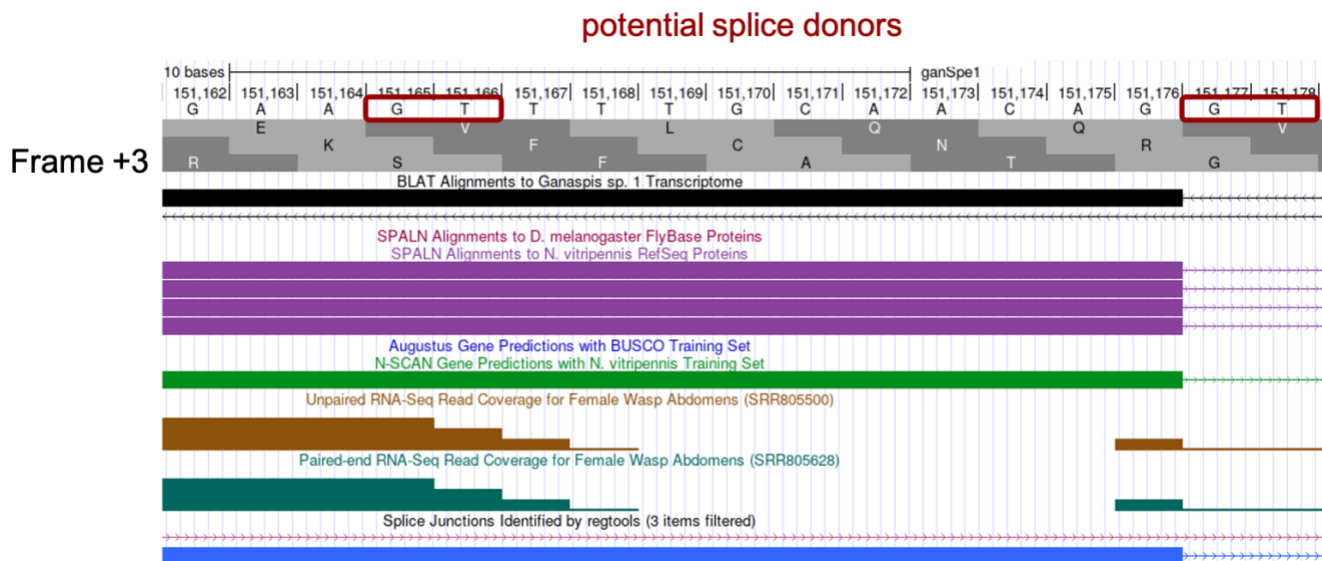 potential splice donors
10 bases ganSpe1
151,162 151,163 151,164 151,165 151,166 151,167 151,168 151,169 151,170 151,171 151,172 151,173 151,174 151,175 151,176 151,177 151,178
G A A G T T T T G C A A C A G G T
E V L Q Q V
K F C N R
Frame +3 R S F A T G
BLAT Alignments to Ganaspis sp. 1 Transcriptome
SPALN Alignments to D. melanogaster FlyBase Proteins
SPALN Alignments to N. vitripennis RefSeq Proteins
Augustus Gene Predictions with BUSCO Training Set
N-SCAN Gene Predictions with N. vitripennis Training Set
Unpaired RNA-Seq Read Coverage for Female Wasp Abdomens (SRR805500)
Paired-end RNA-Seq Read Coverage for Female Wasp Abdomens (SRR805628)
Splice Junctions Identified by regtools (3 items filtered)